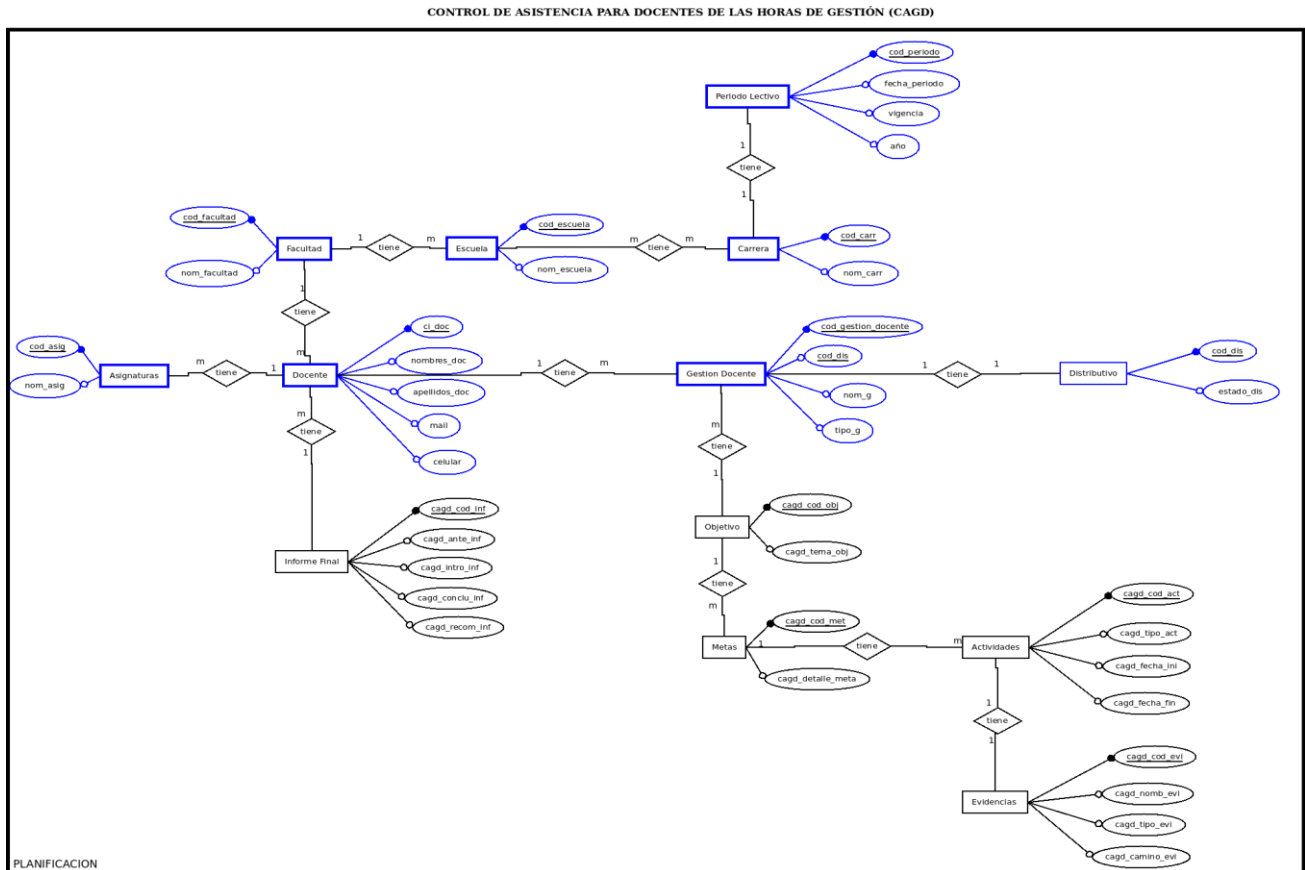 CONTROL DE ASISTENCIA PARA DOCENTES DE LAS HORAS DE GESTIÓN (CAGD)
cod_periodo
fecha_periodo
Periodo Lectivo
vigencia
año
1
tiene
1
cod_facultad
cod_escuela
cod_carr
Facultad
1
tiene
m
Escuela
m
tiene
m
Carrera
nom_facultad
nom_escuela
nom_carr
1
tiene
m
ci_doc
cod_gestion_docente
cod_asig
nombres_doc
cod_dis
cod_dis
Asignaturas
m
tiene
1
Docente
1
tiene
m
Gestion Docente
1
tiene
1
Distributivo
nom_asig
apellidos_doc
nom_g
estado_dis
mail
tipo_g
celular
m
tiene
1
m
tiene
1
cagd_cod_inf
cagd_cod_obj
cagd_ante_inf
Objetivo
cagd_tema_obj
Informe Final
cagd_intro_inf
cagd_conclu_inf
cagd_recom_inf
1
tiene
m
cagd_cod_met
cagd_cod_act
cagd_tipo_act
Metas
1
tiene
m
Actividades
cagd_detalle_meta
cagd_fecha_ini
cagd_fecha_fin
1
tiene
1
cagd_cod_evi
cagd_nomb_evi
Evidencias
cagd_tipo_evi
cagd_camino_evi
PLANIFICACION